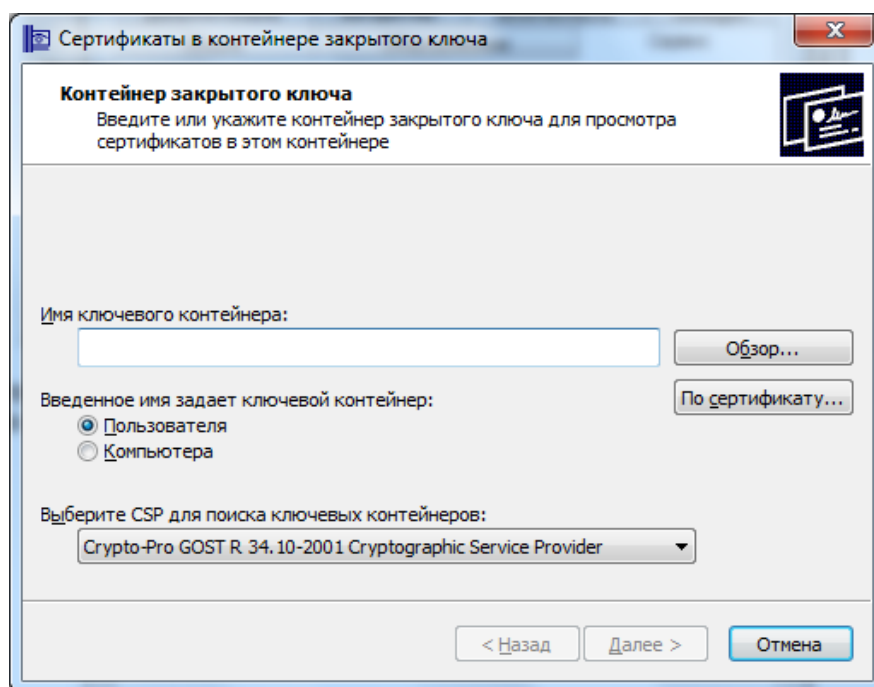 Сертификаты в контейнере закрытого ключа
Контейнер закрытого ключа
Введите или укажите контейнер закрытого ключа для просмотра
сертификатов в этом контейнере
Имя ключевого контейнера:
Обзор...
Введенное имя задает ключевой контейнер:
По сертификату...
Пользователя
Компьютера
Выберите CSP для поиска ключевых контейнеров:
Crypto-Pro GOST R 34.10-2001 Cryptographic Service Provider
< Назад
Далее >
Отмена